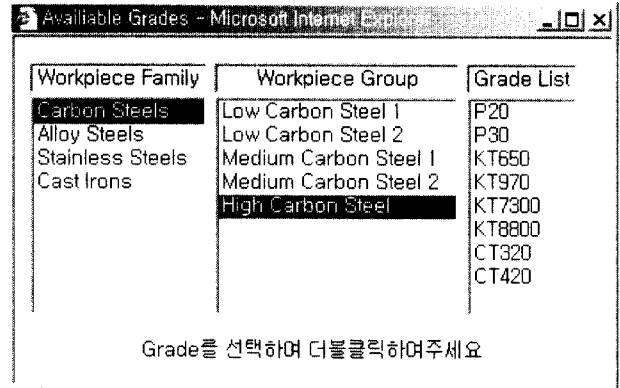 Availiable Grades - Microsoft Internet Explorer
Workpiece Family
Workpiece Group
Grade List
Carbon Steels
Alloy Steels
Stainless Steels
Cast Irons
Low Carbon Steel 1
Low Carbon Steel 2
Medium Carbon Steel 1
Medium Carbon Steel 2
High Carbon Steel
P20
P30
KT650
KT970
KT7300
KT8800
CT320
CT420
Grade를 선택하여 더블클릭하여주세요